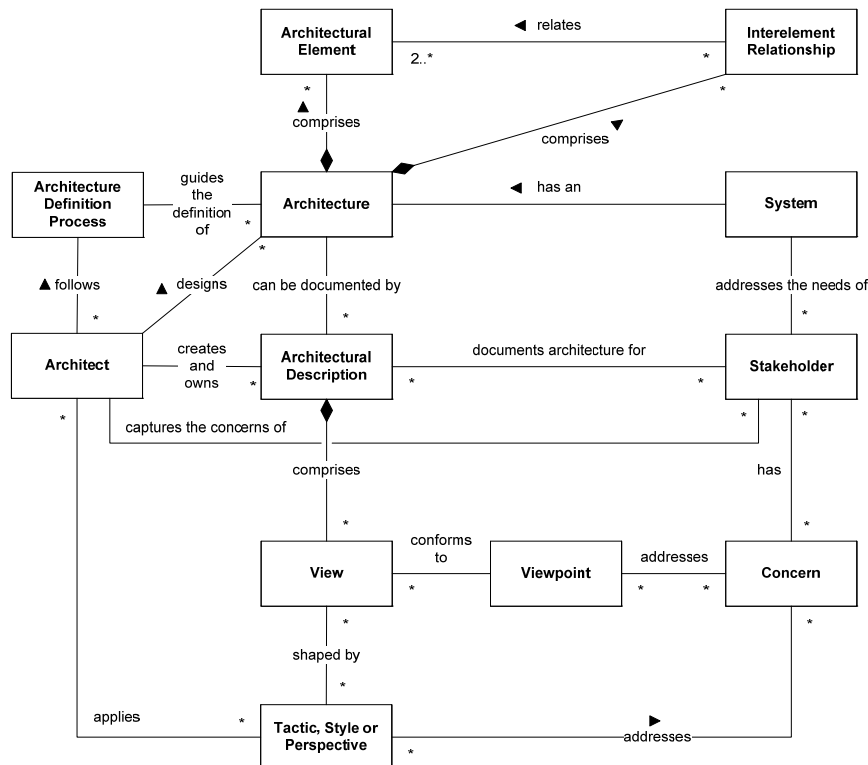 Architectural
Element
◄ relates
Interelement
Relationship
2..*
*
*
*
▲
comprises
comprises ▲
Architecture
Definition
Process
guides
the
definition
of
*
Architecture
*
◄ has an
System
▲ follows
▲ designs
can be documented by
addresses the needs of
*
*
*
Architect
creates
and
owns
*
Architectural
Description
documents architecture for
*
*
Stakeholder
*
*
*
captures the concerns of
comprises
has
*
*
View
conforms
to
*
Viewpoint
addresses
*
*
Concern
*
*
shaped by
*
applies
*
Tactic, Style or
Perspective
►
addresses
*